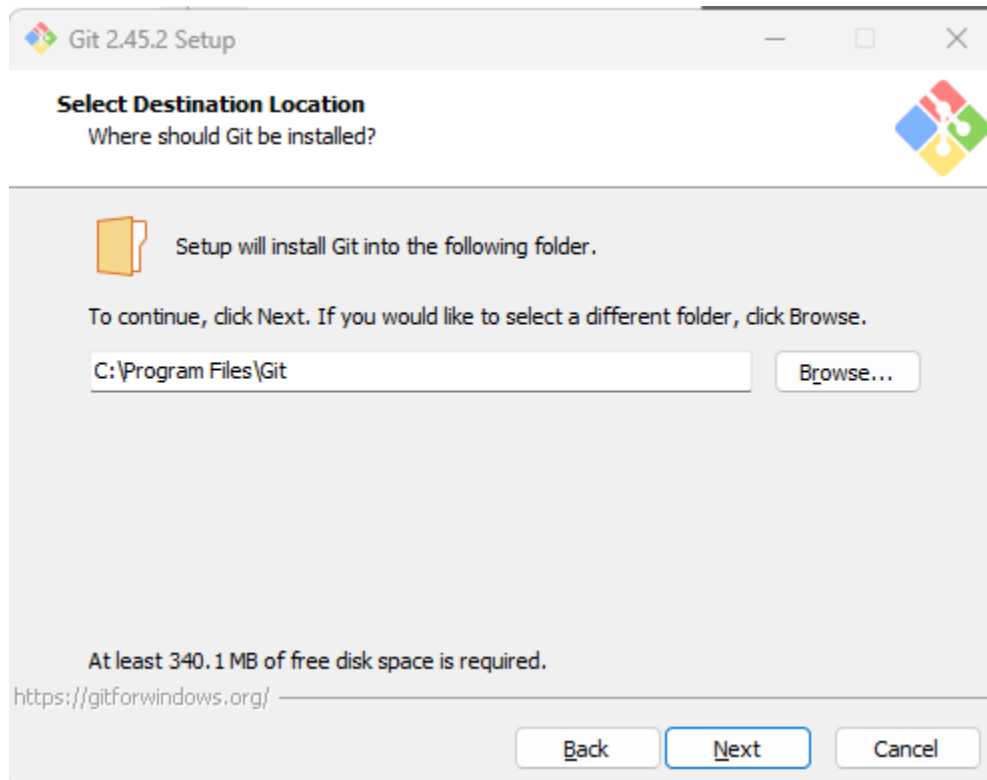 Git 2.45.2 Setup
Select Destination Location
Where should Git be installed?
Setup will install Git into the following folder.
To continue, click Next. If you would like to select a different folder, click Browse.
C:\Program Files\Git
Browse...
At least 340.1 MB of free disk space is required.
https://gitforwindows.org/
Back
Next
Cancel